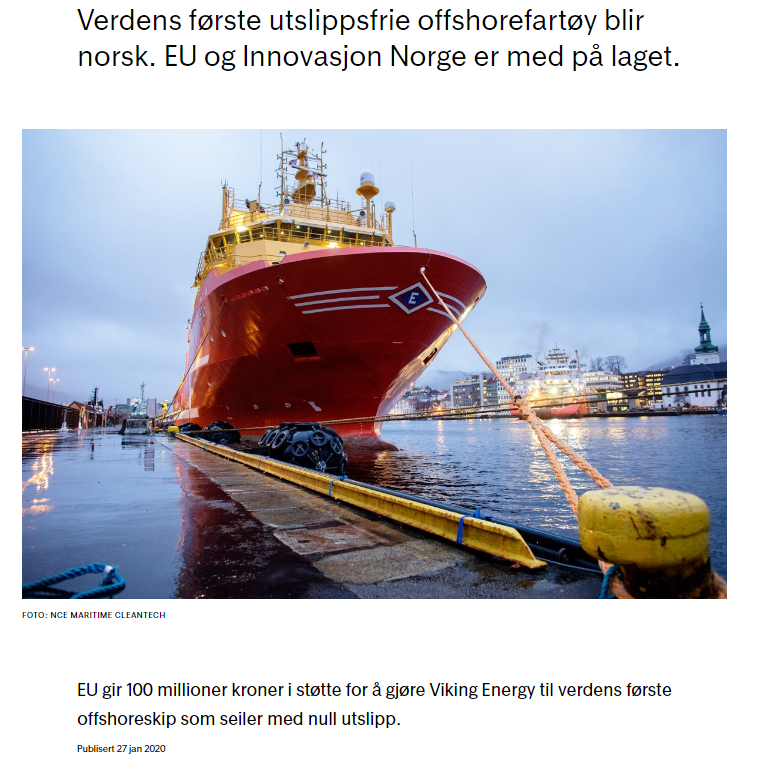 Verdens første utslippsfrie offshorefartøy blir
norsk. EU og Innovasjon Norge er med på laget.
E
FOTO: NCE MARITIME CLEANTECH
EU gir 100 millioner kroner i støtte for å gjøre Viking Energy til verdens første
offshoreskip som seiler med null utslipp.
Publisert 27 jan 2020